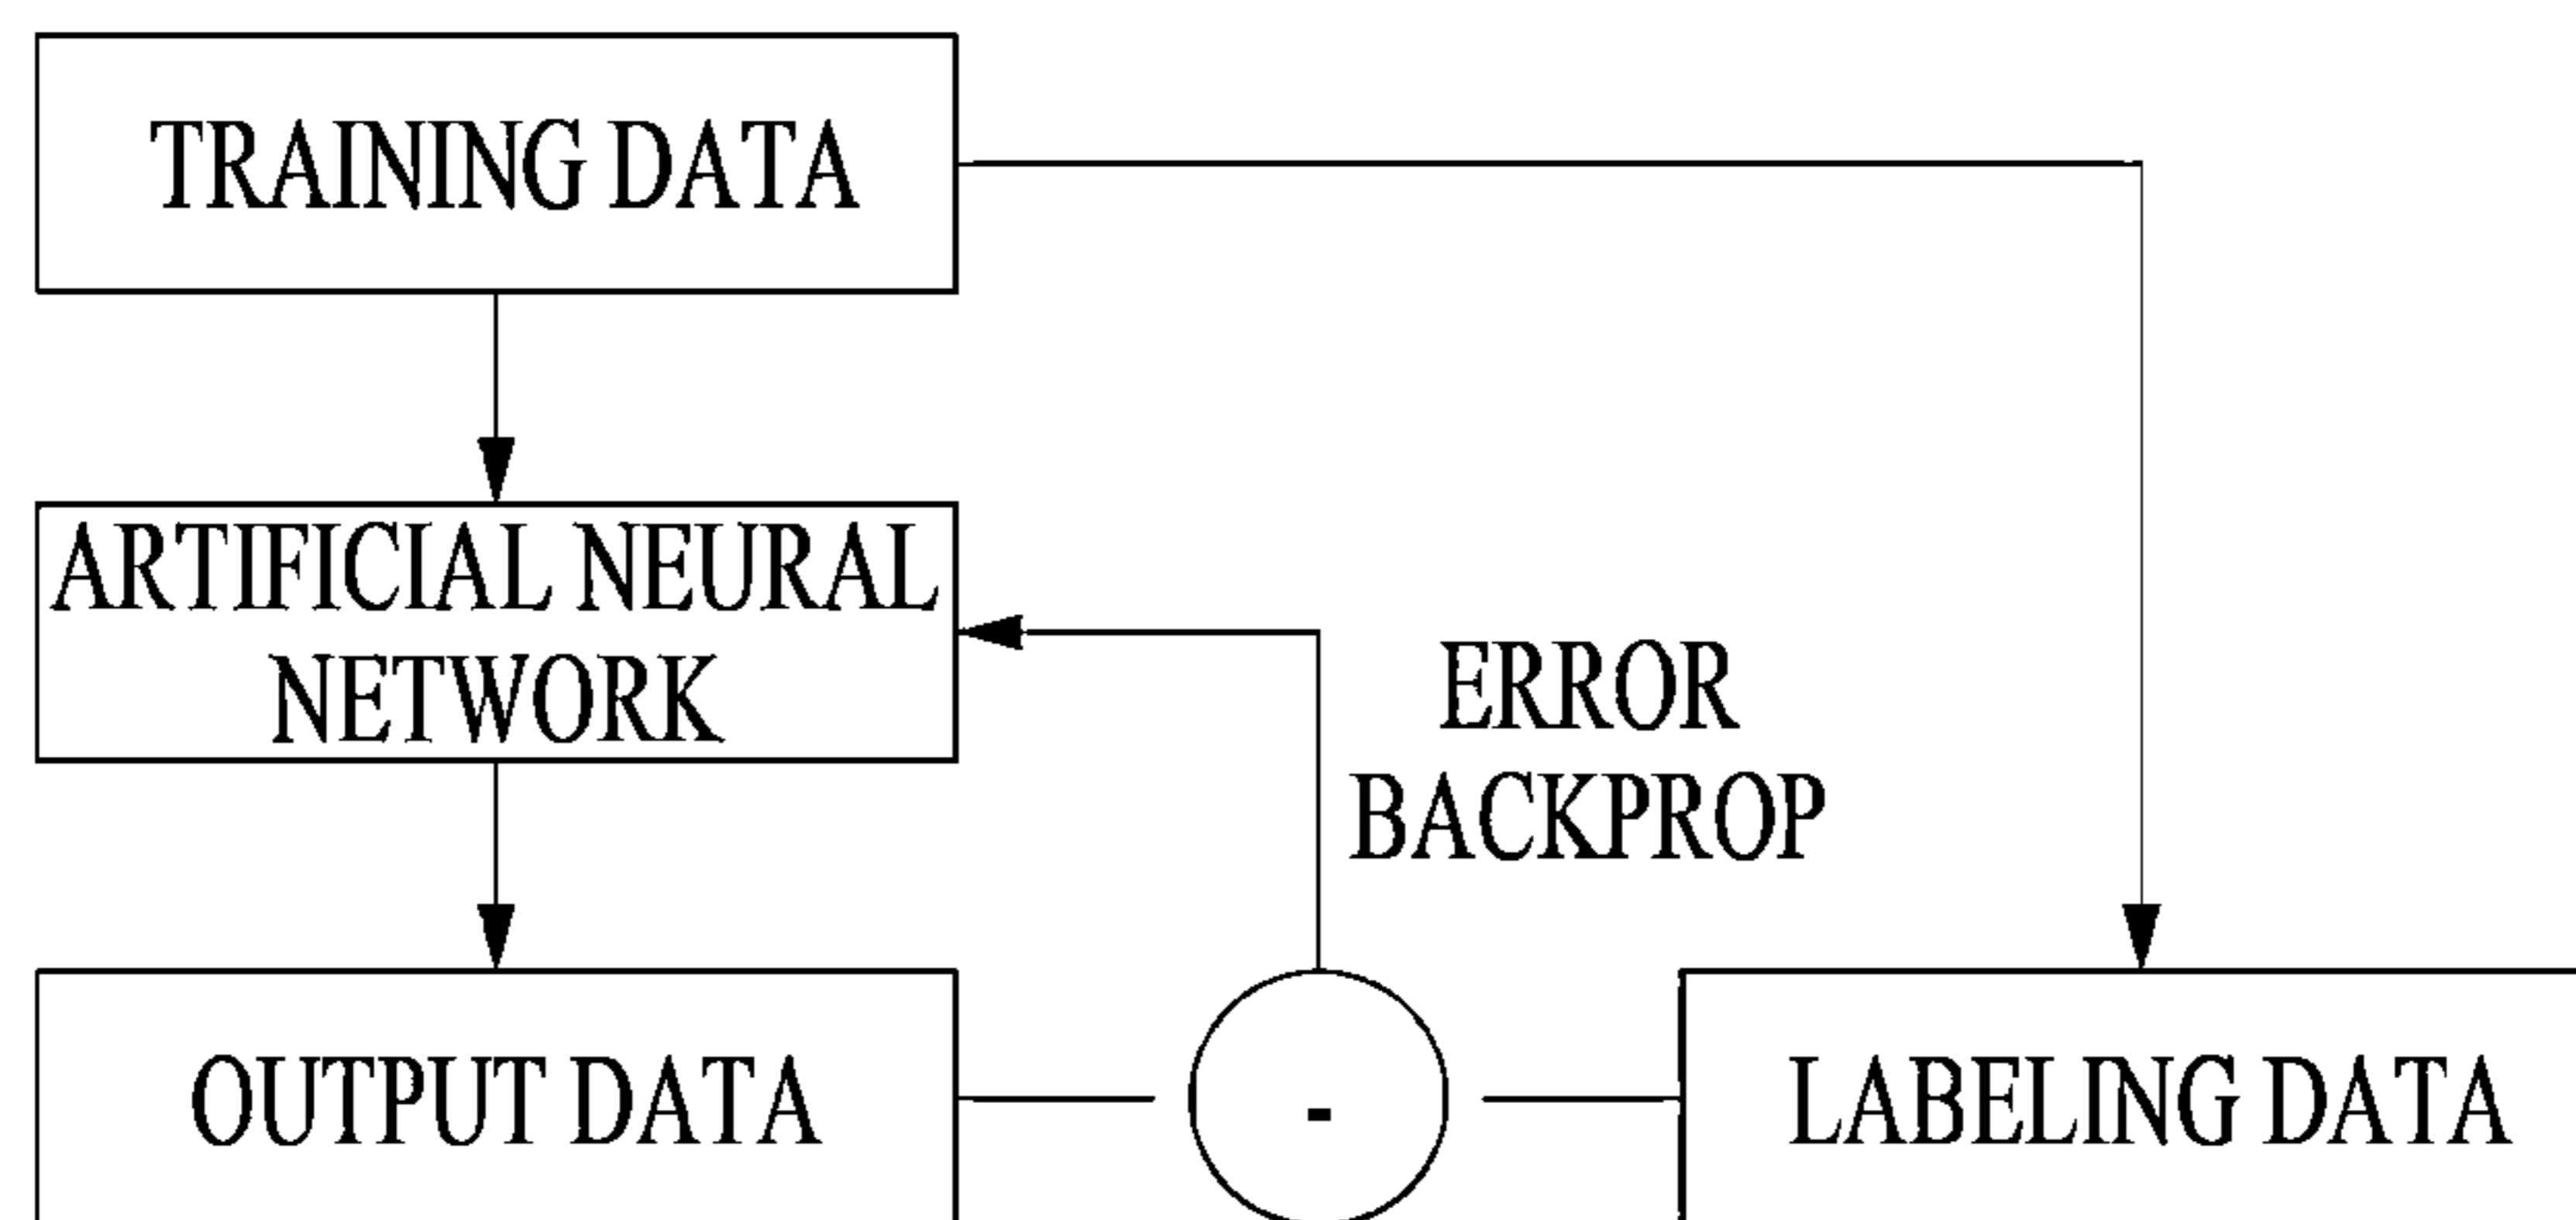 TRAINING DATA
ARTIFICIAL NEURAL
NETWORK
ERROR
BACKPROP
OUTPUT DATA
-
LABELING DATA